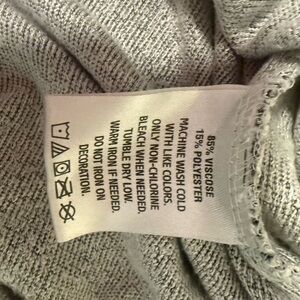 85% VISCOSE
15% POLYESTER
MACHINE WASH COLD
WITH LIKE COLORS.
ONLY NON-CHLORINE
BLEACH WHEN NEEDED.
TUMBLE DRY LOW.
WARM IRON IF NEEDED.
DO NOT IRON ON
DECORATION.